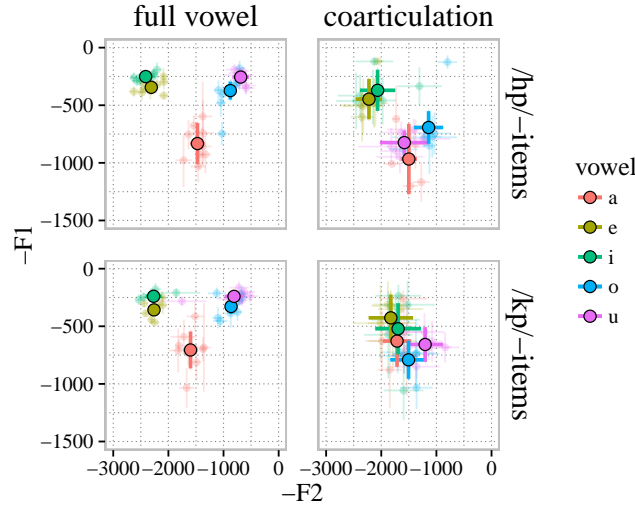 full vowel coarticulation
0
−500
−1000
−1500
/hp/−items
vowel
a
e
i
o
u
−F1
0
−500
−1000
−1500
/kp/−items
−3000 −2000 −1000 0 −3000 −2000 −1000 0
−F2